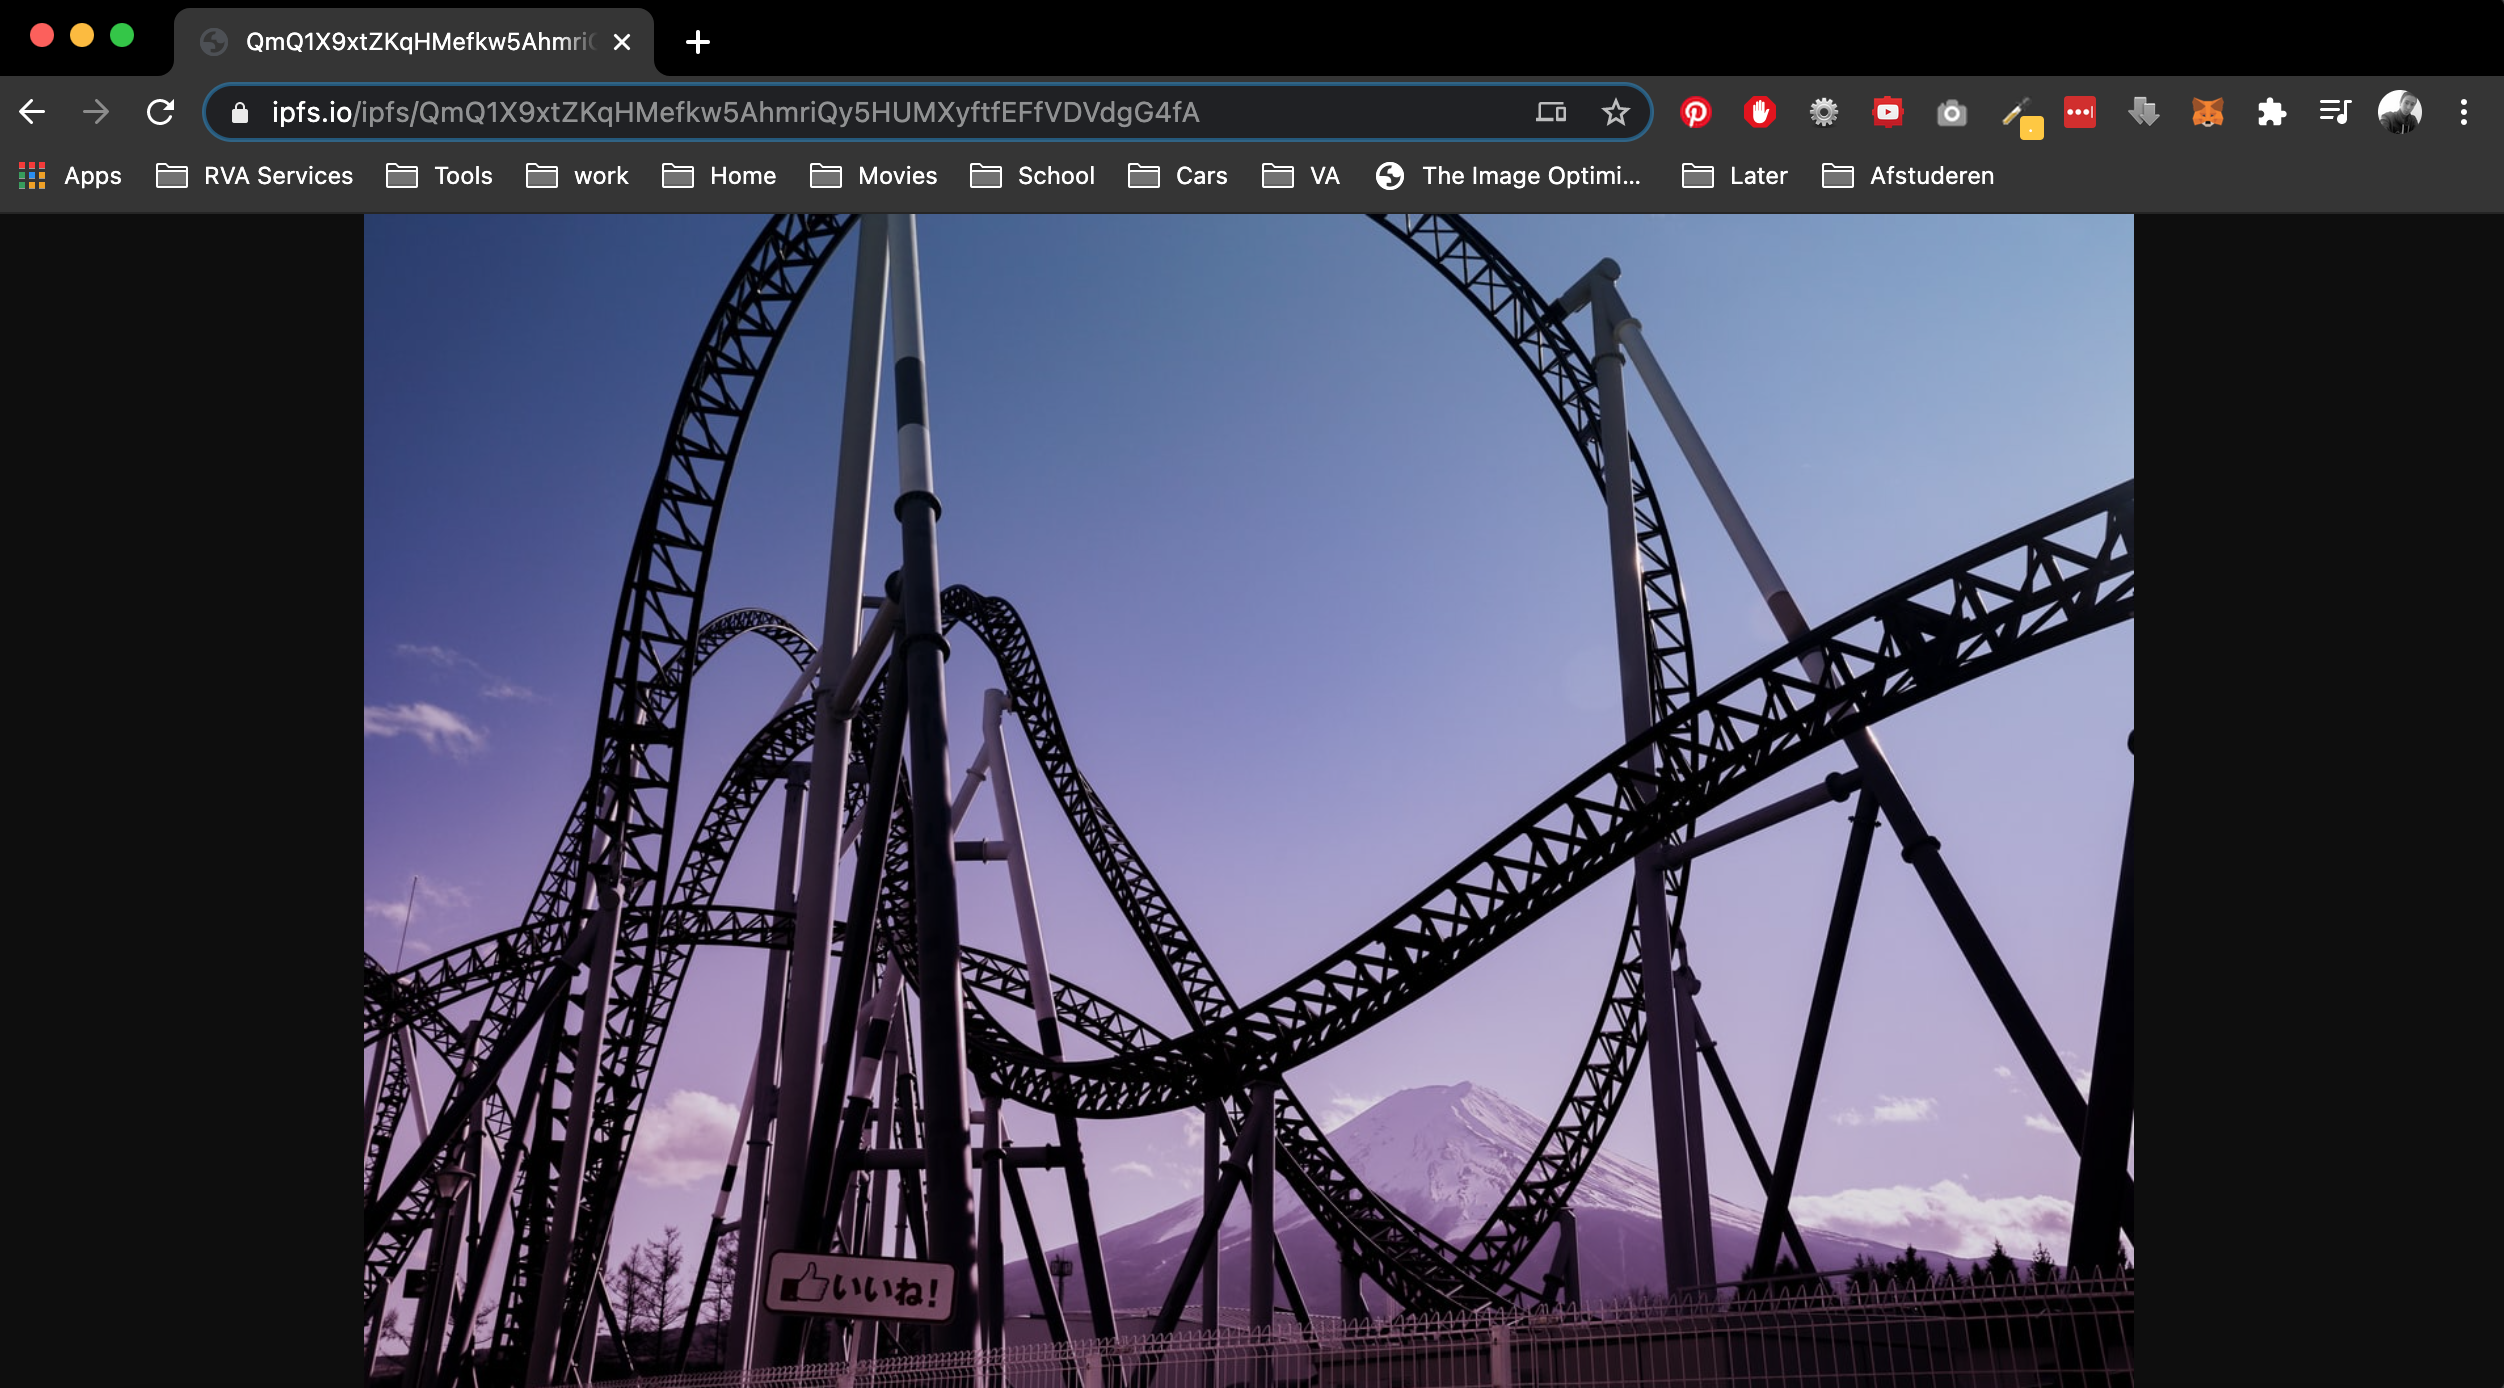 QmQ1X9xtZKqHMefkw5Ahmri
ipfs.io/ipfs/QmQ1X9xtZKqHMefkw5AhmriQy5HUMXyftfEFfVDVdgG4fA
Apps RVA Services Tools work Home Movies School Cars VA The Image Optimi... Later Afstuderen
いいね!